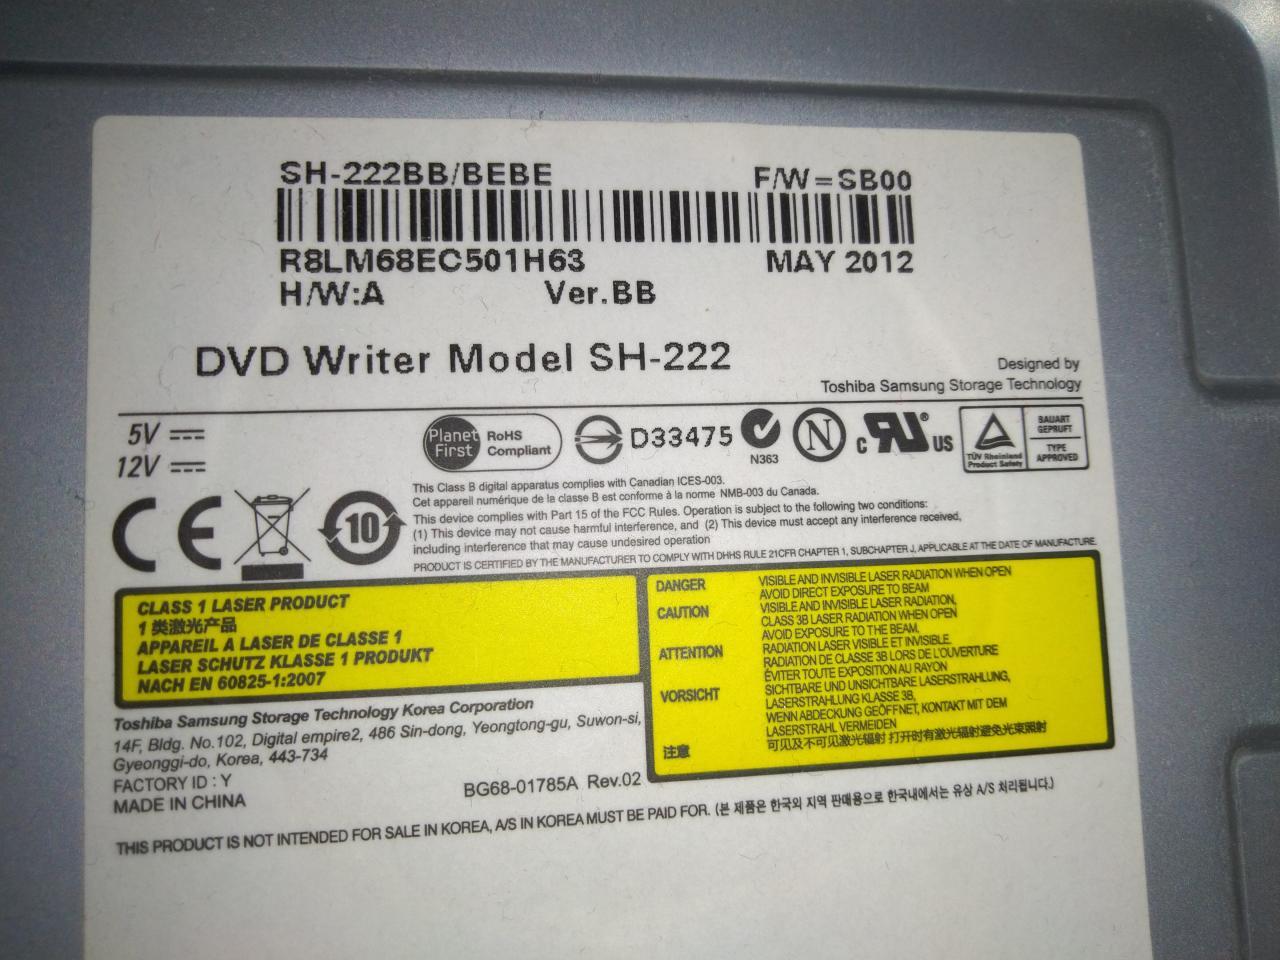 SH-222BB/BEBE F/W=SB00
R8LM68EC501H63 MAY 2012
H/W:A Ver.BB
DVD Writer Model SH-222
Designed by
Toshiba Samsung Storage Technology
5V
12V
Planet First RoHS Compliant
D33475
N363
N
c RU® US
TÜV Rheinland
Product Safety
BAUART
GEPRUFT
TYPE
APPROVED
CE
10
This Class B digital apparatus complies with Canadian ICES-003.
Cet appareil numérique de la classe B est conforme à la norme NMB-003 du Canada.
This device complies with Part 15 of the FCC Rules. Operation is subject to the following two conditions:
(1) This device may not cause harmful interference, and (2) This device must accept any interference received,
including interference that may cause undesired operation
PRODUCT IS CERTIFIED BY THE MANUFACTURER TO COMPLY WITH DHHS RULE 21CFR CHAPTER 1, SUBCHAPTER J, APPLICABLE AT THE DATE OF MANUFACTURE.
CLASS 1 LASER PRODUCT
1 类激光产品
APPAREIL A LASER DE CLASSE 1
LASER SCHUTZ KLASSE 1 PRODUKT
NACH EN 60825-1:2007
DANGER VISIBLE AND INVISIBLE LASER RADIATION WHEN OPEN
AVOID DIRECT EXPOSURE TO BEAM
CAUTION VISIBLE AND INVISIBLE LASER RADIATION,
CLASS 3B LASER RADIATION WHEN OPEN
AVOID EXPOSURE TO THE BEAM.
ATTENTION RADIATION LASER VISIBLE ET INVISIBLE.
RADIATION DE CLASSE 3B LORS DE L'OUVERTURE
ÉVITER TOUTE EXPOSITION AU RAYON
VORSICHT SICHTBARE UND UNSICHTBARE LASERSTRAHLUNG,
LASERSTRAHLUNG KLASSE 3B,
WENN ABDECKUNG GEÖFFNET, KONTAKT MIT DEM
LASERSTRAHL VERMEIDEN
注意 可见及不可见激光辐射 打开时有激光辐射避免光束照射
Toshiba Samsung Storage Technology Korea Corporation
14F, Bldg. No.102, Digital empire2, 486 Sin-dong, Yeongtong-gu, Suwon-si,
Gyeonggi-do, Korea, 443-734
FACTORY ID : Y
MADE IN CHINA
BG68-01785A Rev.02
THIS PRODUCT IS NOT INTENDED FOR SALE IN KOREA, A/S IN KOREA MUST BE PAID FOR. (본 제품은 한국외 지역 판매용으로 한국내에서는 유상 A/S 처리됩니다.)